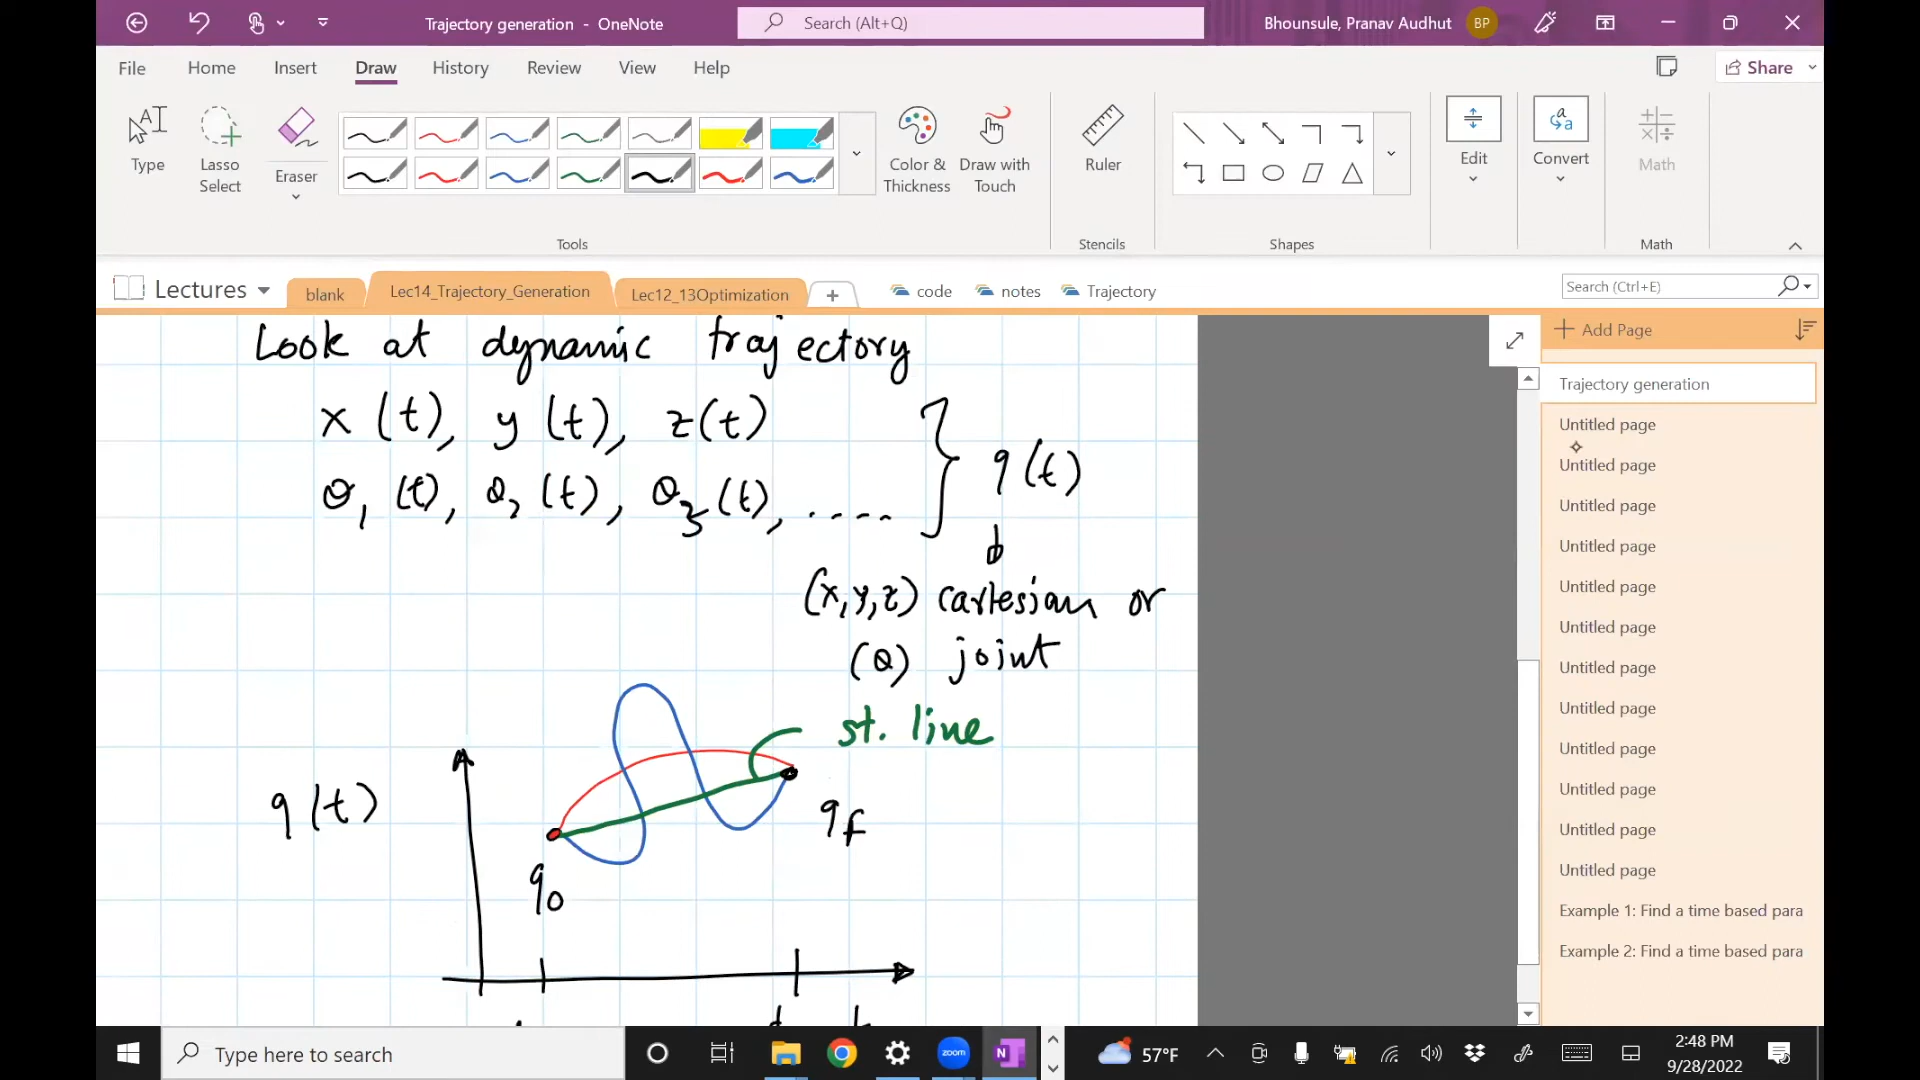 Trajectory generation - OneNote
Search (Alt+Q)
Bhounsule, Pranav Audhut
BP
File Home Insert Draw History Review View Help
Share
Type
Lasso Select
Eraser
Color & Thickness
Draw with Touch
Ruler
Edit
Convert
Math
Tools
Stencils
Shapes
Math
Lectures
blank
Lec14_Trajectory_Generation
Lec12_13Optimization
code
notes
Trajectory
Search (Ctrl+E)
Look at dynamic trajectory
x (t), y (t), z(t)
θ1 (t), θ2 (t), θ3 (t), ....
q (t)
(x,y,z) cartesian or
(θ) joint
st. line
q (t)
qf
q0
Add Page
Trajectory generation
Untitled page
Untitled page
Untitled page
Untitled page
Untitled page
Untitled page
Untitled page
Untitled page
Untitled page
Untitled page
Untitled page
Untitled page
Example 1: Find a time based para
Example 2: Find a time based para
Type here to search
zoom
57°F
2:48 PM
9/28/2022